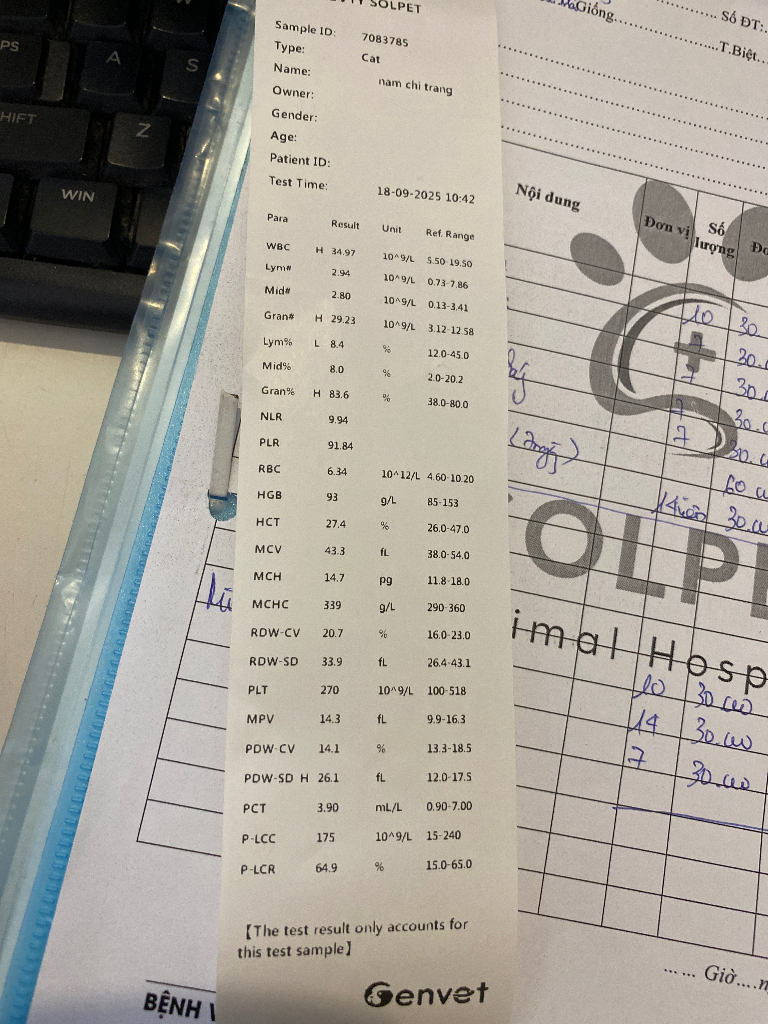 SOLPET
Sample ID: 7083785
Type: Cat
Name: nam chi trang
Owner:
Gender:
Age:
Patient ID:
Test Time: 18-09-2025 10:42
Para Result Unit Ref. Range
WBC H 34.97 10^9/L 5.50-19.50
Lym# 2.94 10^9/L 0.73-7.86
Mid# 2.80 10^9/L 0.13-3.41
Gran# H 29.23 10^9/L 3.12-12.58
Lym% L 8.4 % 12.0-45.0
Mid% 8.0 % 2.0-20.2
Gran% H 83.6 % 38.0-80.0
NLR 9.94
PLR 91.84
RBC 6.34 10^12/L 4.60-10.20
HGB 93 g/L 85-153
HCT 27.4 % 26.0-47.0
MCV 43.3 fL 38.0-54.0
MCH 14.7 pg 11.8-18.0
MCHC 339 g/L 290-360
RDW-CV 20.7 % 16.0-23.0
RDW-SD 33.9 fL 26.4-43.1
PLT 270 10^9/L 100-518
MPV 14.3 fL 9.9-16.3
PDW-CV 14.1 % 13.3-18.5
PDW-SD H 26.1 fL 12.0-17.5
PCT 3.90 mL/L 0.90-7.00
P-LCC 175 10^9/L 15-240
P-LCR 64.9 % 15.0-65.0
【The test result only accounts for
this test sample】
Genvet
Số ĐT:
Giống
T.Biệt
Nội dung Đơn vị Số lượng
10 30.
7 30.
7 30.
7 30.
7 30.
60
30.
OLP
imal Hosp
10 30.000
14 30.000
7 30.000
Giờ....n
BỆNH
PS
A
S
SHIFT
Z
WIN